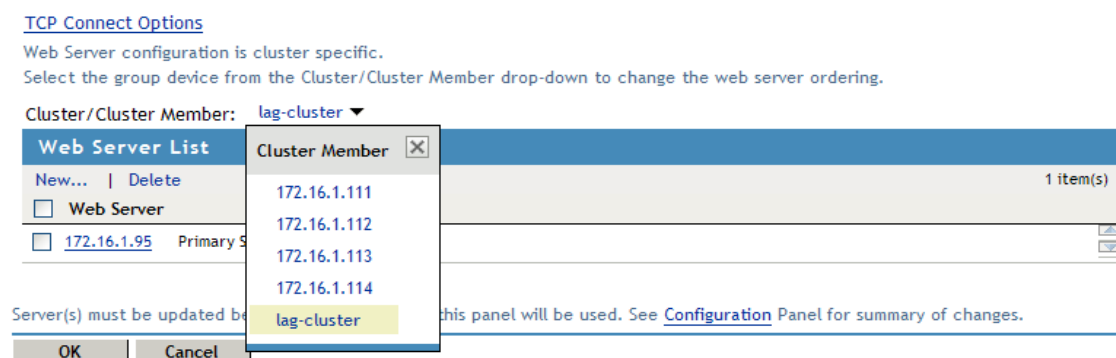 TCP Connect Options
Web Server configuration is cluster specific.
Select the group device from the Cluster/Cluster Member drop-down to change the web server ordering.
Cluster/Cluster Member: lag-cluster
Web Server List
Cluster Member
New... | Delete
1 item(s)
Web Server
172.16.1.95 Primary S
172.16.1.111
172.16.1.112
172.16.1.113
172.16.1.114
lag-cluster
Server(s) must be updated be this panel will be used. See Configuration Panel for summary of changes.
OK Cancel